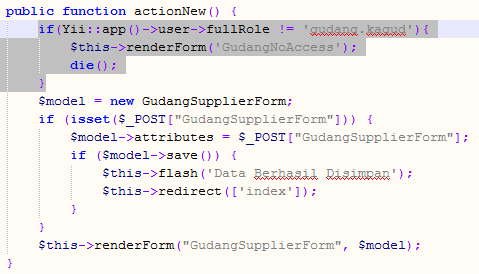 public function actionNew() {
if(Yii::app()->user->fullRole != 'gudang.kagud'){
$this->renderForm('GudangNoAccess');
die();
}
$model = new GudangSupplierForm;
if (isset($_POST["GudangSupplierForm"])) {
$model->attributes = $_POST["GudangSupplierForm"];
if ($model->save()) {
$this->flash('Data Berhasil Disimpan');
$this->redirect(['index']);
}
}
$this->renderForm("GudangSupplierForm", $model);
}